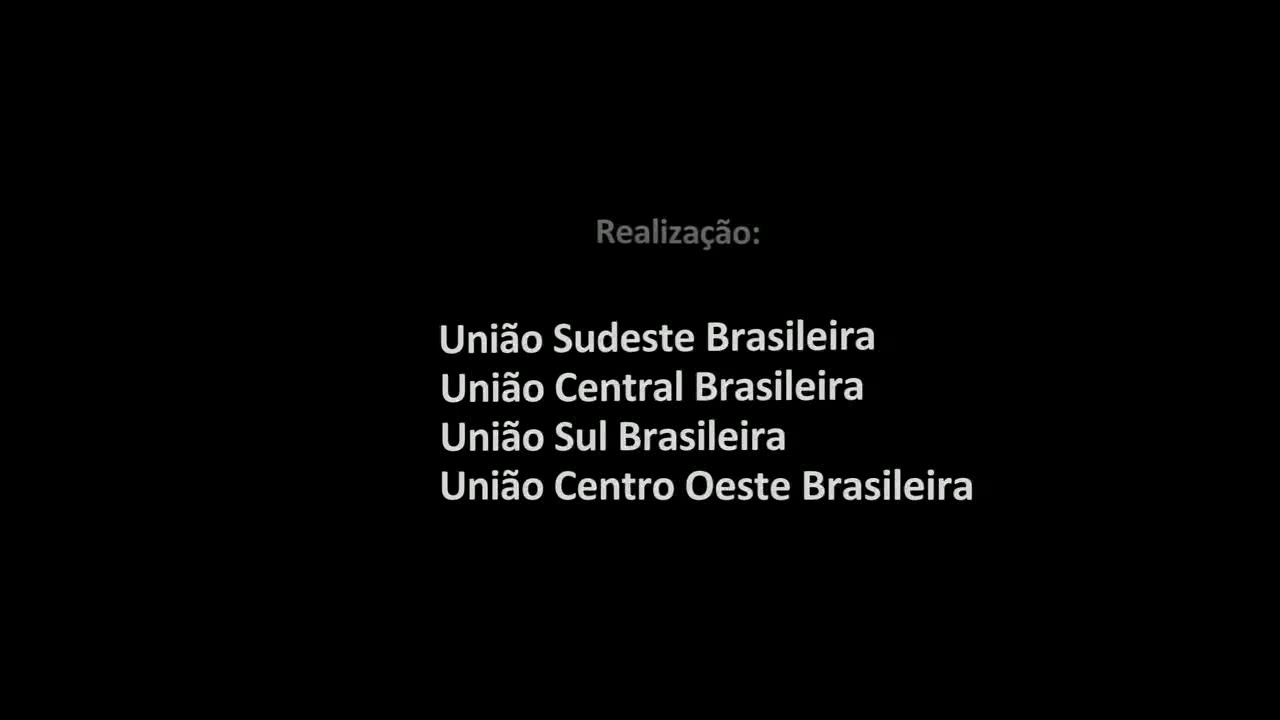 Realização:
União Sudeste Brasileira
União Central Brasileira
União Sul Brasileira
União Centro Oeste Brasileira